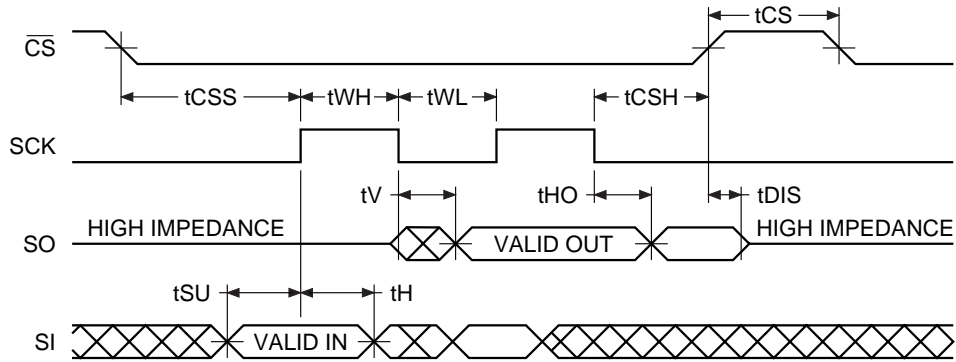 tCS
C̅S̅
tCSS tWH tWL tCSH
SCK
tV tHO tDIS
HIGH IMPEDANCE VALID OUT HIGH IMPEDANCE
SO
tSU tH
SI VALID IN